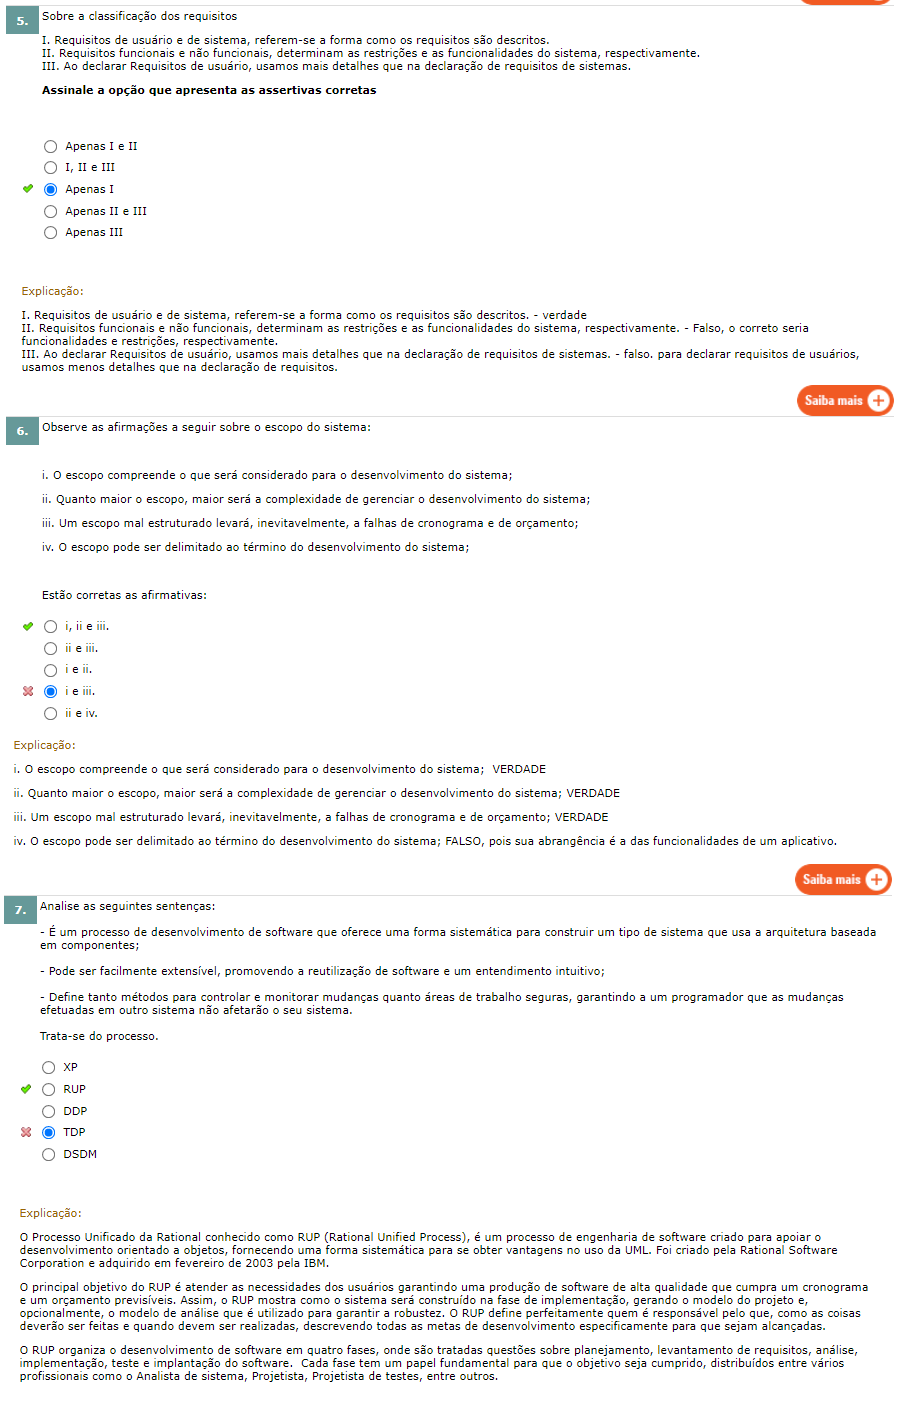 5.
Sobre a classificação dos requisitos
I. Requisitos de usuário e de sistema, referem-se a forma como os requisitos são descritos.
II. Requisitos funcionais e não funcionais, determinam as restrições e as funcionalidades do sistema, respectivamente.
III. Ao declarar Requisitos de usuário, usamos mais detalhes que na declaração de requisitos de sistemas.
Assinale a opção que apresenta as assertivas corretas
Apenas I e II
I, II e III
Apenas I
Apenas II e III
Apenas III
Explicação:
I. Requisitos de usuário e de sistema, referem-se a forma como os requisitos são descritos. - verdade
II. Requisitos funcionais e não funcionais, determinam as restrições e as funcionalidades do sistema, respectivamente. - Falso, o correto seria
funcionalidades e restrições, respectivamente.
III. Ao declarar Requisitos de usuário, usamos mais detalhes que na declaração de requisitos de sistemas. - falso. para declarar requisitos de usuários,
usamos menos detalhes que na declaração de requisitos.
Saiba mais
6.
Observe as afirmações a seguir sobre o escopo do sistema:
i. O escopo compreende o que será considerado para o desenvolvimento do sistema;
ii. Quanto maior o escopo, maior será a complexidade de gerenciar o desenvolvimento do sistema;
iii. Um escopo mal estruturado levará, inevitavelmente, a falhas de cronograma e de orçamento;
iv. O escopo pode ser delimitado ao término do desenvolvimento do sistema;
Estão corretas as afirmativas:
i, ii e iii.
ii e iii.
i e ii.
i e iii.
ii e iv.
Explicação:
i. O escopo compreende o que será considerado para o desenvolvimento do sistema;  VERDADE
ii. Quanto maior o escopo, maior será a complexidade de gerenciar o desenvolvimento do sistema; VERDADE
iii. Um escopo mal estruturado levará, inevitavelmente, a falhas de cronograma e de orçamento; VERDADE
iv. O escopo pode ser delimitado ao término do desenvolvimento do sistema; FALSO, pois sua abrangência é a das funcionalidades de um aplicativo.
Saiba mais
7.
Analise as seguintes sentenças:
- É um processo de desenvolvimento de software que oferece uma forma sistemática para construir um tipo de sistema que usa a arquitetura baseada
em componentes;
- Pode ser facilmente extensível, promovendo a reutilização de software e um entendimento intuitivo;
- Define tanto métodos para controlar e monitorar mudanças quanto áreas de trabalho seguras, garantindo a um programador que as mudanças
efetuadas em outro sistema não afetarão o seu sistema.
Trata-se do processo.
XP
RUP
DDP
TDP
DSDM
Explicação:
O Processo Unificado da Rational conhecido como RUP (Rational Unified Process), é um processo de engenharia de software criado para apoiar o
desenvolvimento orientado a objetos, fornecendo uma forma sistemática para se obter vantagens no uso da UML. Foi criado pela Rational Software
Corporation e adquirido em fevereiro de 2003 pela IBM.
O principal objetivo do RUP é atender as necessidades dos usuários garantindo uma produção de software de alta qualidade que cumpra um cronograma
e um orçamento previsíveis. Assim, o RUP mostra como o sistema será construído na fase de implementação, gerando o modelo do projeto e,
opcionalmente, o modelo de análise que é utilizado para garantir a robustez. O RUP define perfeitamente quem é responsável pelo que, como as coisas
deverão ser feitas e quando devem ser realizadas, descrevendo todas as metas de desenvolvimento especificamente para que sejam alcançadas.
O RUP organiza o desenvolvimento de software em quatro fases, onde são tratadas questões sobre planejamento, levantamento de requisitos, análise,
implementação, teste e implantação do software.  Cada fase tem um papel fundamental para que o objetivo seja cumprido, distribuídos entre vários
profissionais como o Analista de sistema, Projetista, Projetista de testes, entre outros.